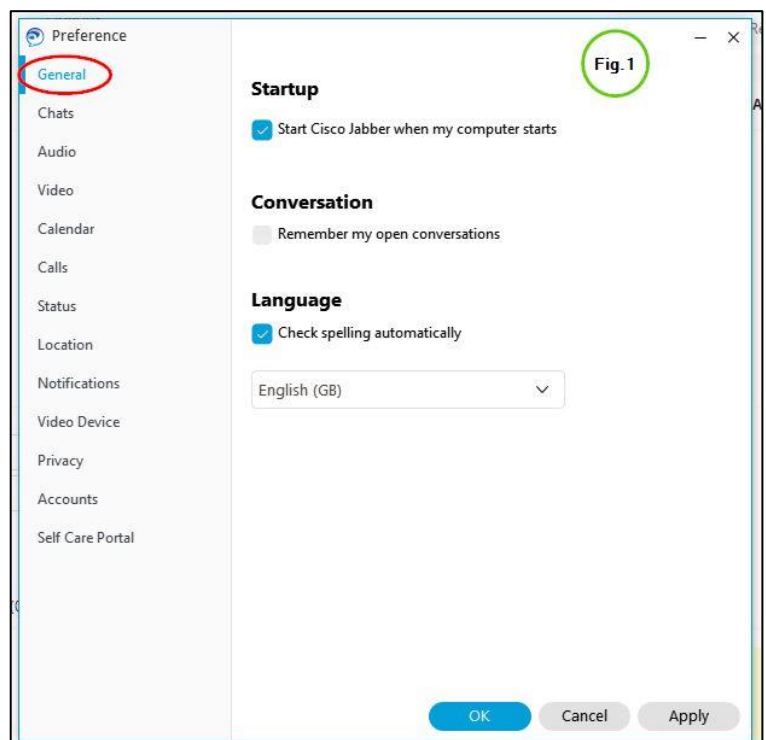 Preference
General
Chats
Audio
Video
Calendar
Calls
Status
Location
Notifications
Video Device
Privacy
Accounts
Self Care Portal
Fig.1
Startup
Start Cisco Jabber when my computer starts
Conversation
Remember my open conversations
Language
Check spelling automatically
English (GB)
OK
Cancel
Apply